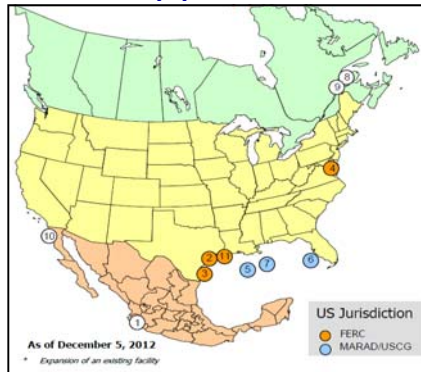 8
9
4
10
2
11
3
5
7
6
1
US Jurisdiction
FERC
MARAD/USCG
As of December 5, 2012
* Expansion of an existing facility